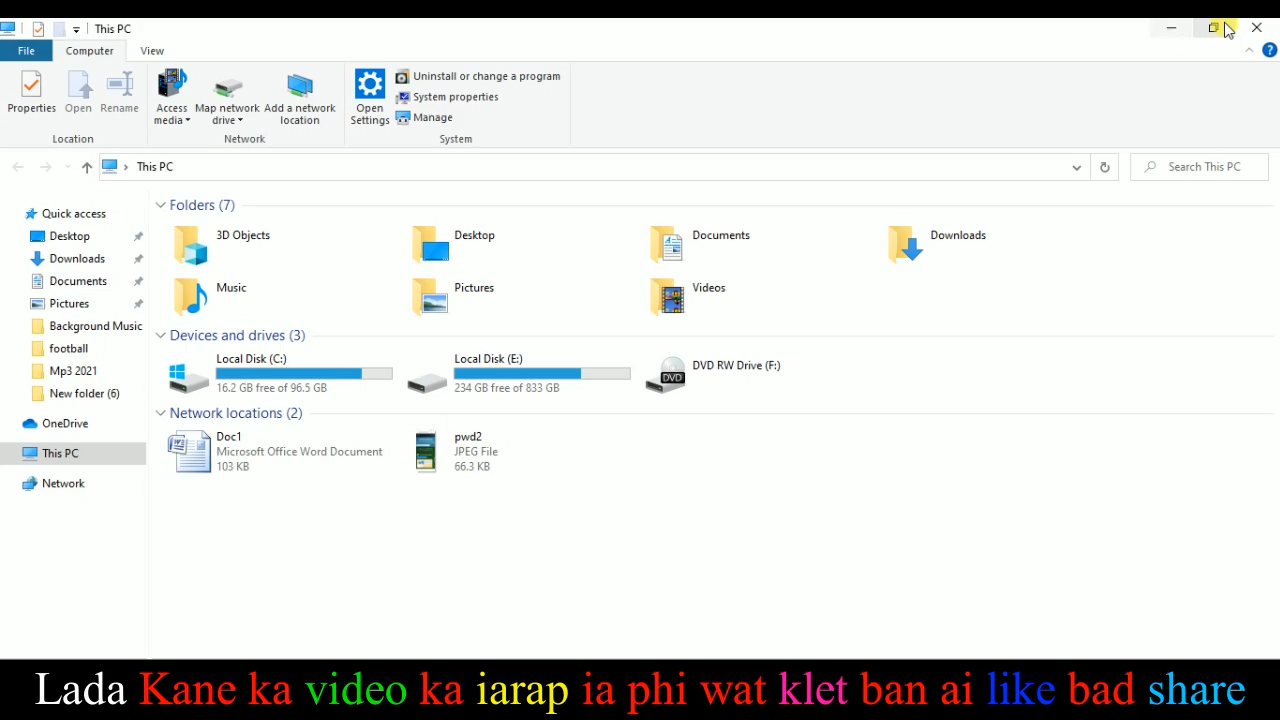 This PC
File Computer View
Properties Open Rename
Location
Access media Map network drive Add a network location
Network
Open Settings
Uninstall or change a program
System properties
Manage
System
This PC
Search This PC
Quick access
Desktop
Downloads
Documents
Pictures
Background Music
football
Mp3 2021
New folder (6)
OneDrive
This PC
Network
Folders (7)
3D Objects
Desktop
Documents
Downloads
Music
Pictures
Videos
Devices and drives (3)
Local Disk (C:)
16.2 GB free of 96.5 GB
Local Disk (E:)
234 GB free of 833 GB
DVD RW Drive (F:)
DVD
Network locations (2)
Doc1
Microsoft Office Word Document
103 KB
pwd2
JPEG File
66.3 KB
Lada Kane ka video ka iarap ia phi wat klet ban ai like bad share